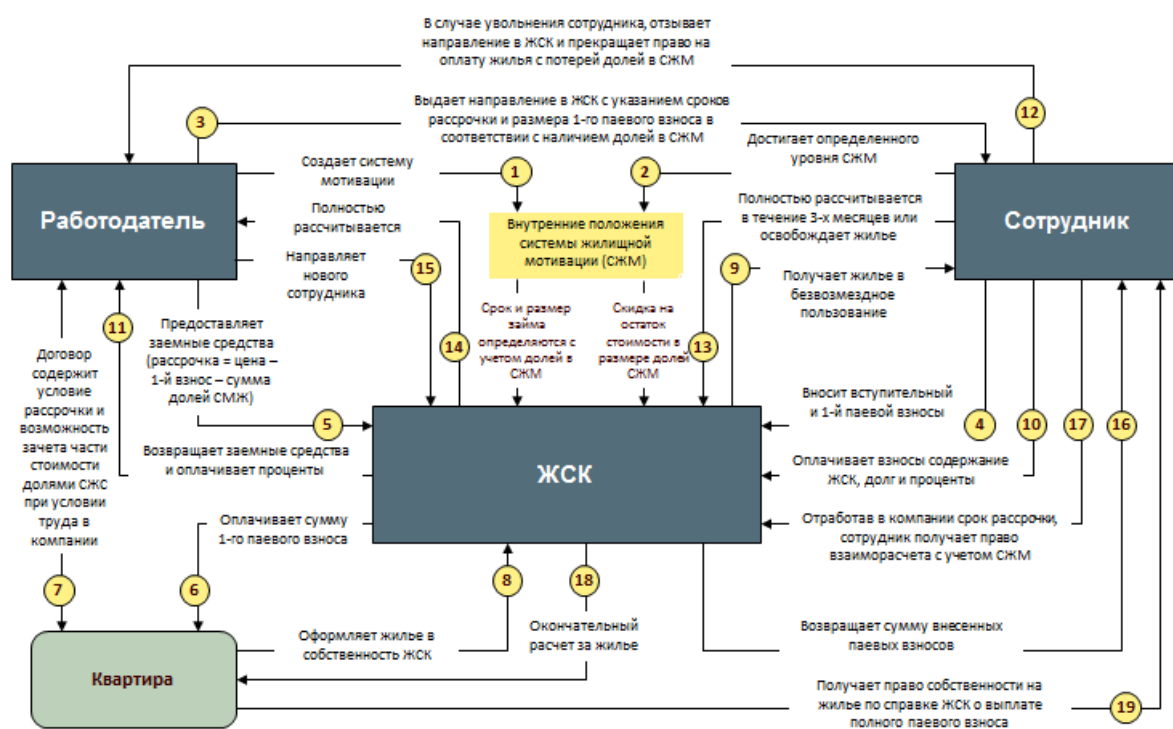 В случае увольнения сотрудника, отзывает
направление в ЖСК и прекращает право на
оплату жилья с потерей долей в СЖМ
3
Выдает направление в ЖСК с указанием сроков
рассрочки и размера 1-го паевого взноса в
соответствии с наличием долей в СЖМ
12
Работодатель
Создает систему
мотивации
1
2
Достигает определенного
уровня СЖМ
Сотрудник
Полностью
рассчитывается
Внутренние положения
системы жилищной
мотивации (СЖМ)
Полностью рассчитывается
в течение 3-х месяцев или
освобождает жилье
Направляет
нового
сотрудника
15
9
Получает жилье в
безвозмездное
пользование
11
Предоставляет
заемные средства
(рассрочка = цена –
1-й взнос – сумма
долей СМЖ)
14
Срок и размер
займа
определяются с
учетом долей в
СЖМ
Скидка на
остаток
стоимости в
размере долей
СЖМ
13
Договор
содержит
условие
рассрочки и
возможность
зачета части
стоимости
долями СЖС
при условии
труда в
компании
5
Вносит вступительный
и 1-й паевой взносы
4
10
17
16
Возвращает заемные средства
и оплачивает проценты
ЖСК
Оплачивает взносы содержание
ЖСК, долг и проценты
Оплачивает сумму
1-го паевого взноса
Отработав в компании срок рассрочки,
сотрудник получает право
взаиморасчета с учетом СЖМ
7
6
8
18
Квартира
Оформляет жилье в
собственность ЖСК
Окончательный
расчет за жилье
Возвращает сумму внесенных
паевых взносов
Получает право собственности на
жилье по справке ЖСК о выплате
полного паевого взноса
19